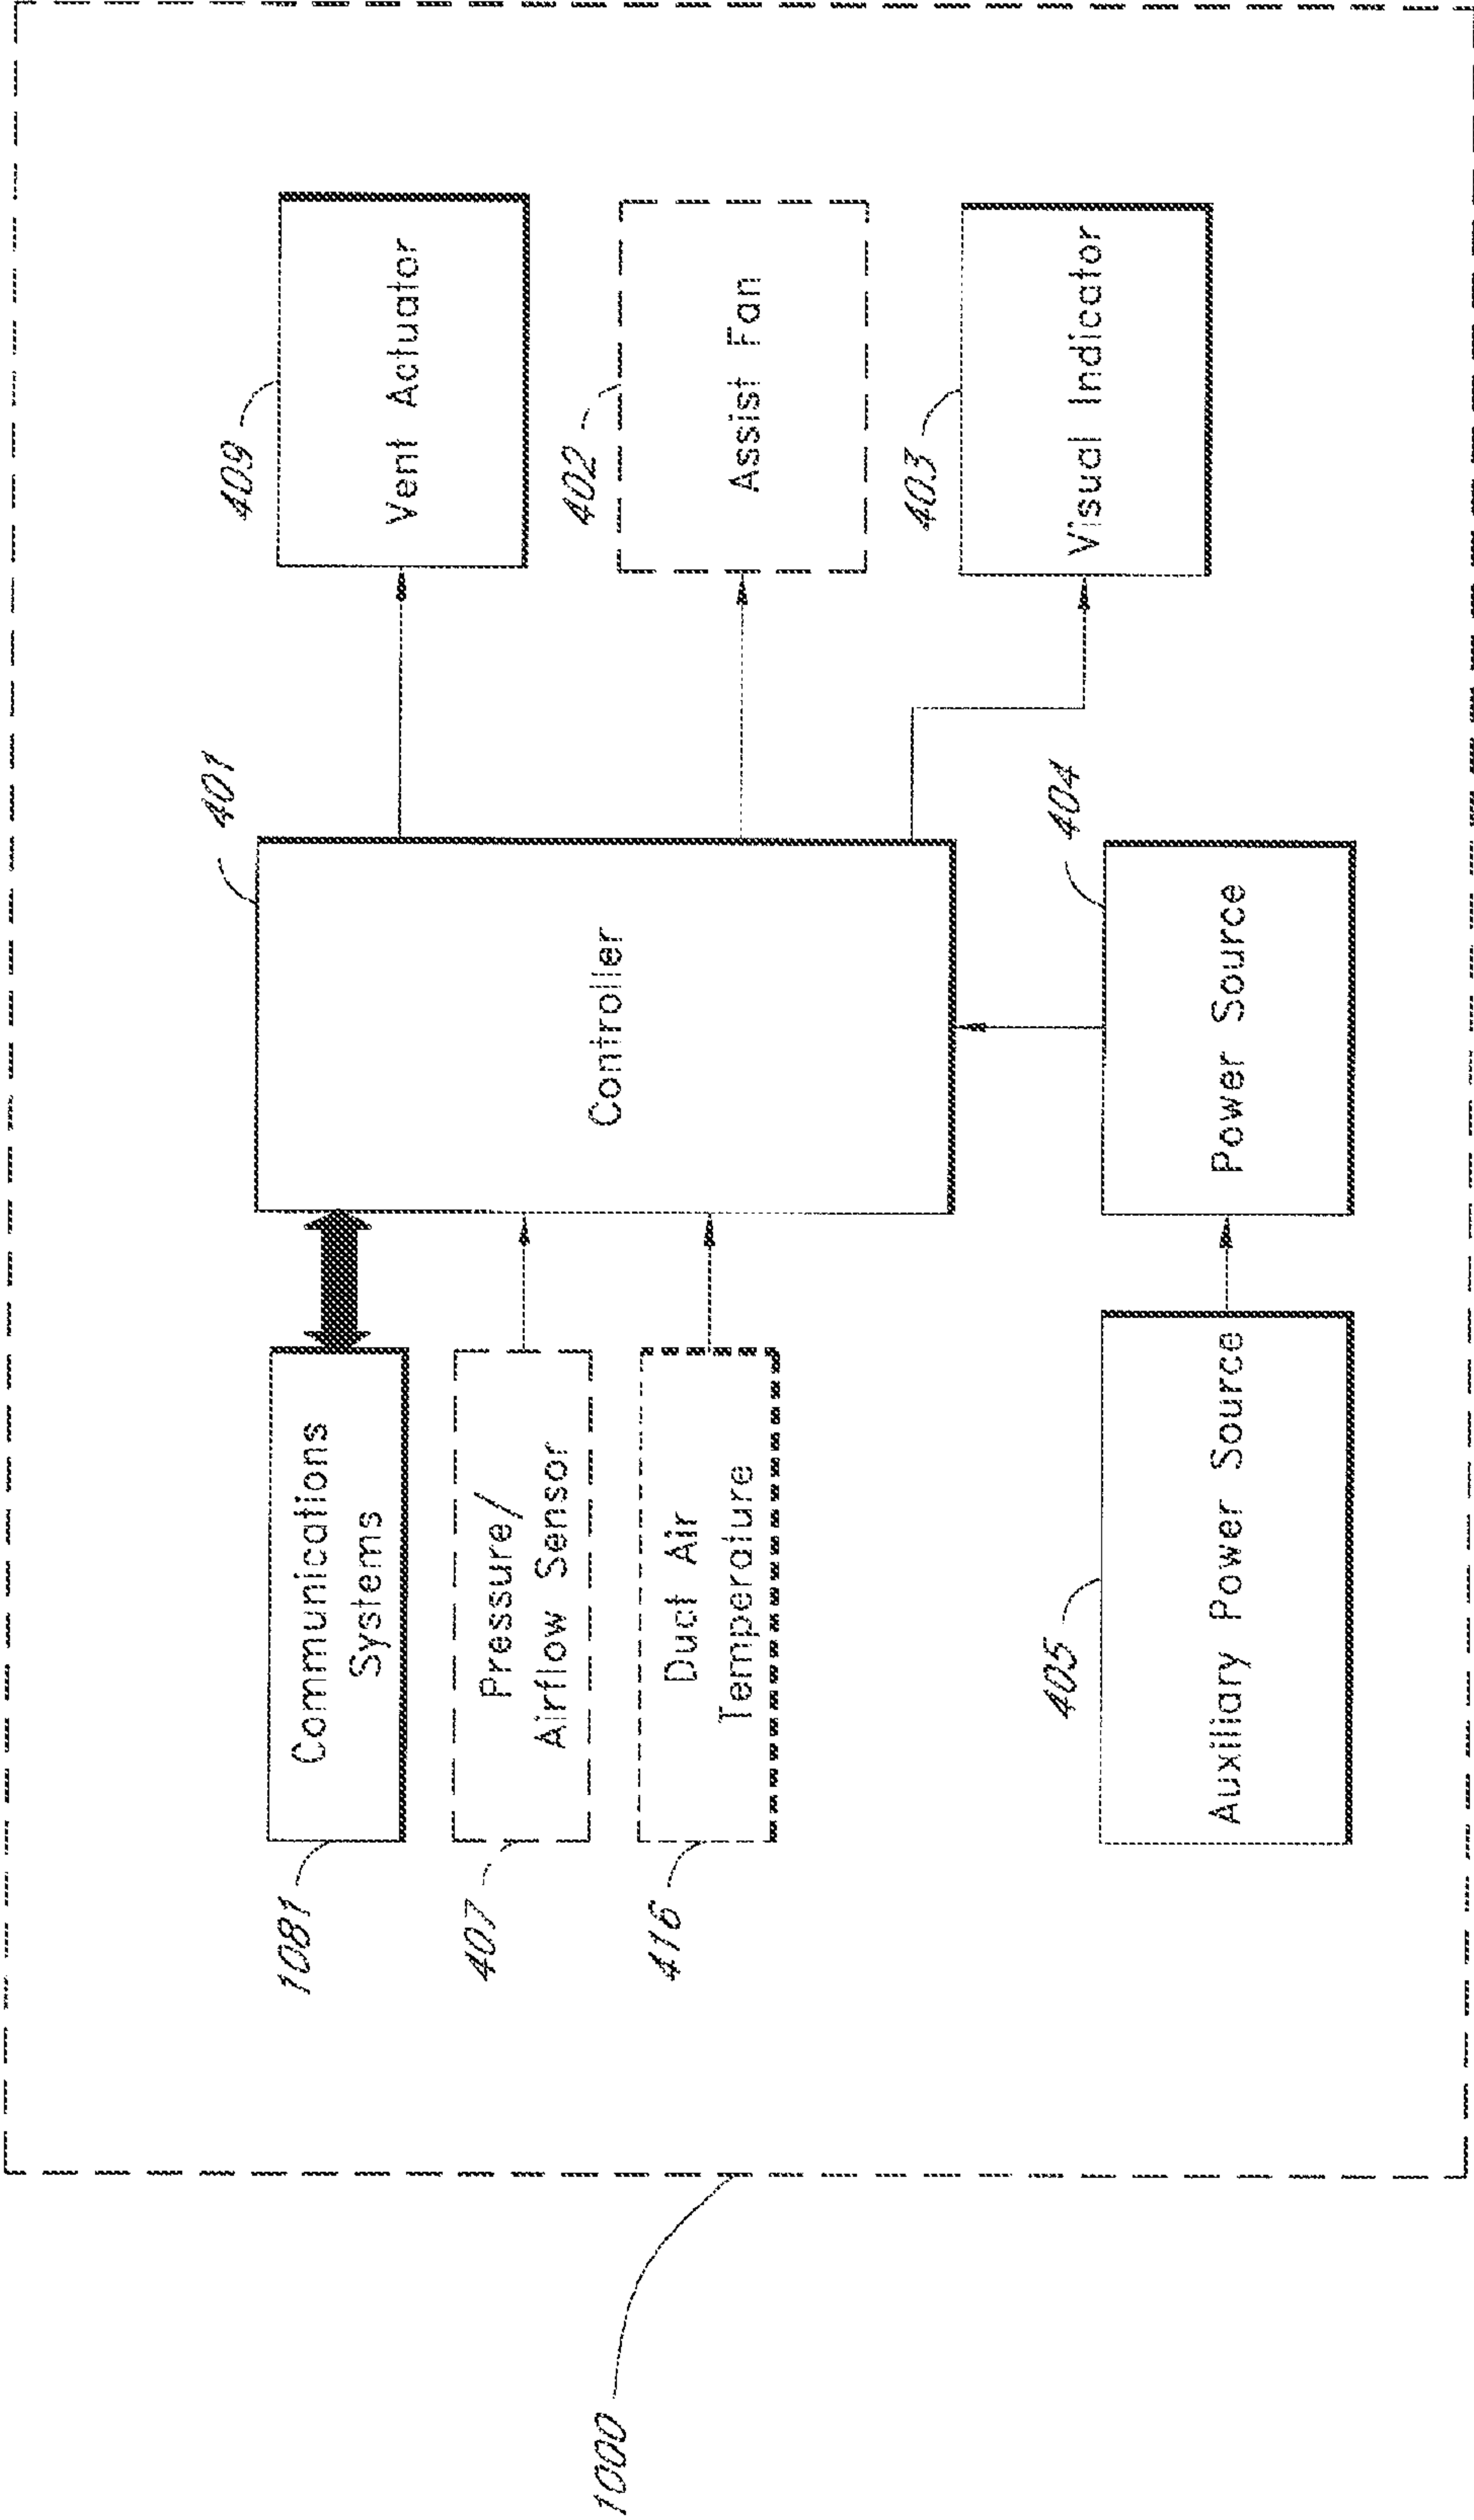 1000
1081
Communications
Systems
407
Pressure/
Airflow Sensor
416
Duct Air
Temperature
401
Controller
409
Vent Actuator
402
Assist Fan
403
Visual Indicator
405
Auxiliary Power Source
404
Power Source